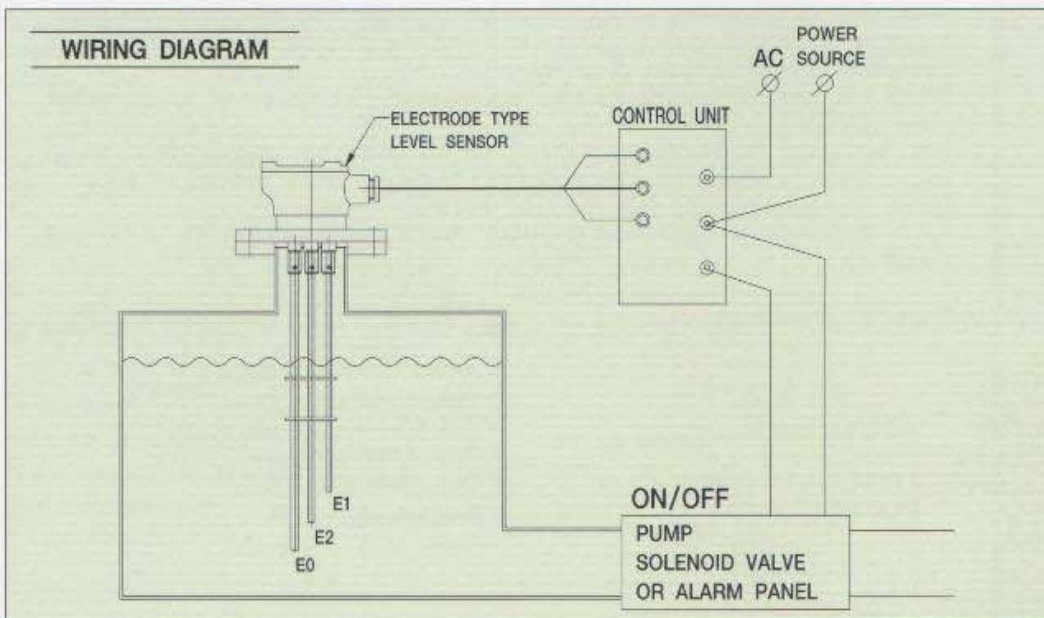 WIRING DIAGRAM
POWER
AC SOURCE
ELECTRODE TYPE
LEVEL SENSOR
CONTROL UNIT
E1
E2
E0
ON/OFF
PUMP
SOLENOID VALVE
OR ALARM PANEL